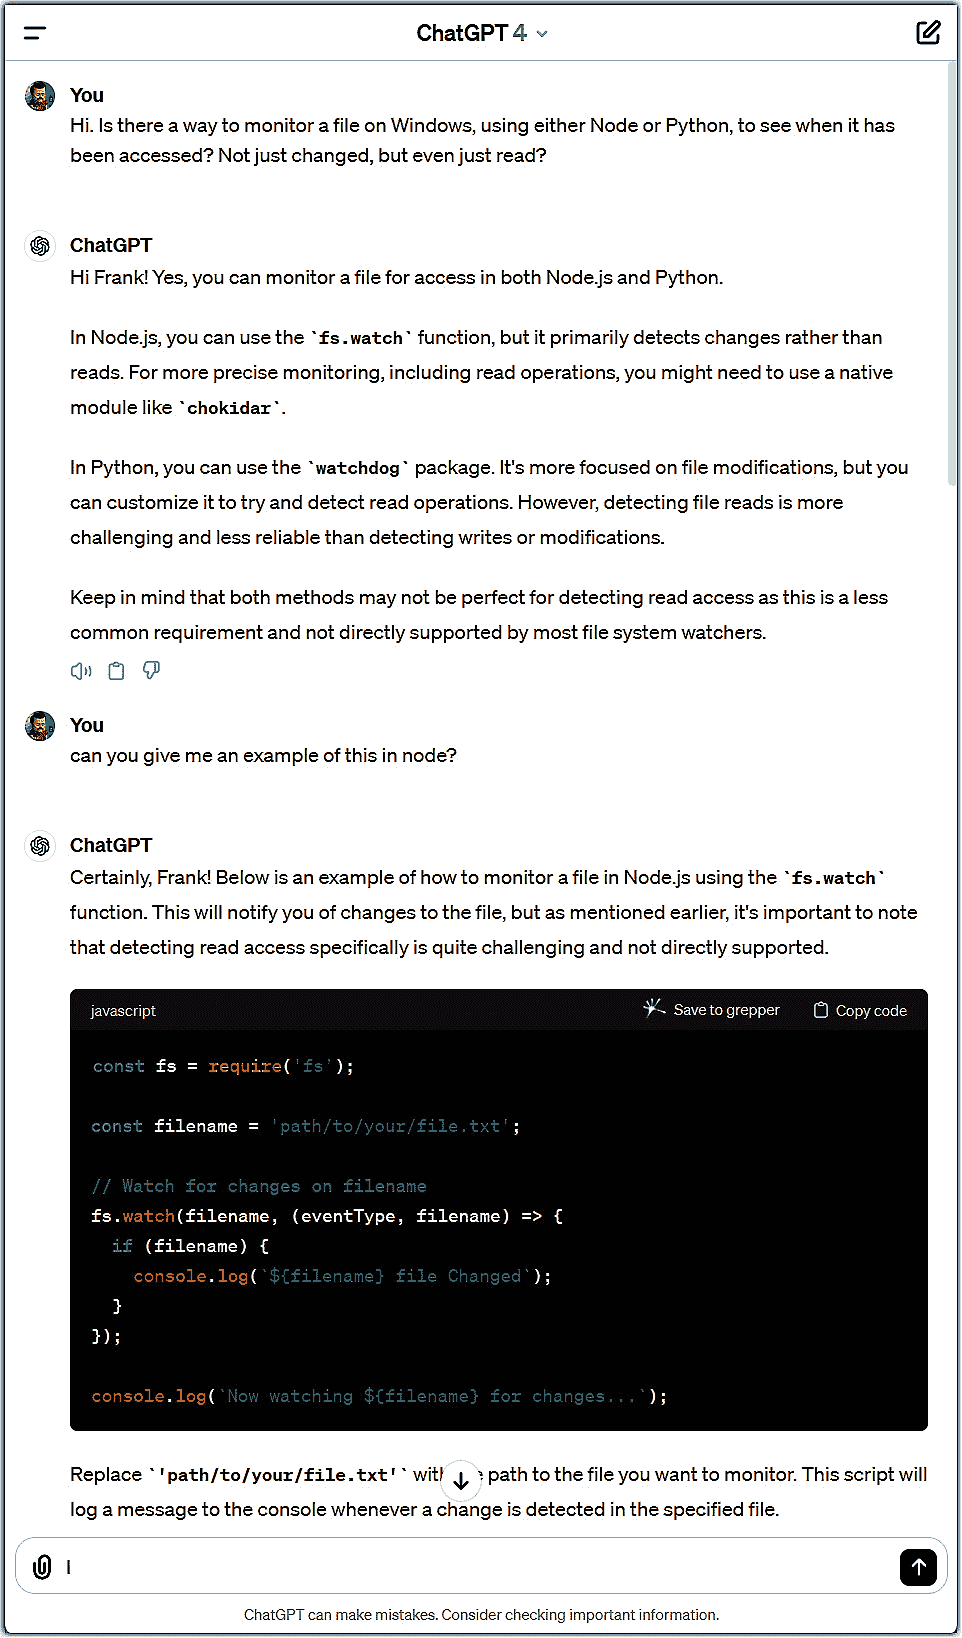 ChatGPT 4
You
Hi. Is there a way to monitor a file on Windows, using either Node or Python, to see when it has
been accessed? Not just changed, but even just read?
ChatGPT
Hi Frank! Yes, you can monitor a file for access in both Node.js and Python.
In Node.js, you can use the `fs.watch` function, but it primarily detects changes rather than
reads. For more precise monitoring, including read operations, you might need to use a native
module like `chokidar`.
In Python, you can use the `watchdog` package. It's more focused on file modifications, but you
can customize it to try and detect read operations. However, detecting file reads is more
challenging and less reliable than detecting writes or modifications.
Keep in mind that both methods may not be perfect for detecting read access as this is a less
common requirement and not directly supported by most file system watchers.
You
can you give me an example of this in node?
ChatGPT
Certainly, Frank! Below is an example of how to monitor a file in Node.js using the `fs.watch`
function. This will notify you of changes to the file, but as mentioned earlier, it's important to note
that detecting read access specifically is quite challenging and not directly supported.
javascript Save to grepper Copy code
const fs = require('fs');
const filename = 'path/to/your/file.txt';
// Watch for changes on filename
fs.watch(filename, (eventType, filename) => {
if (filename) {
console.log(`${filename} file Changed`);
}
});
console.log(`Now watching ${filename} for changes...`);
Replace `'path/to/your/file.txt'` path to the file you want to monitor. This script will
log a message to the console whenever a change is detected in the specified file.
ChatGPT can make mistakes. Consider checking important information.